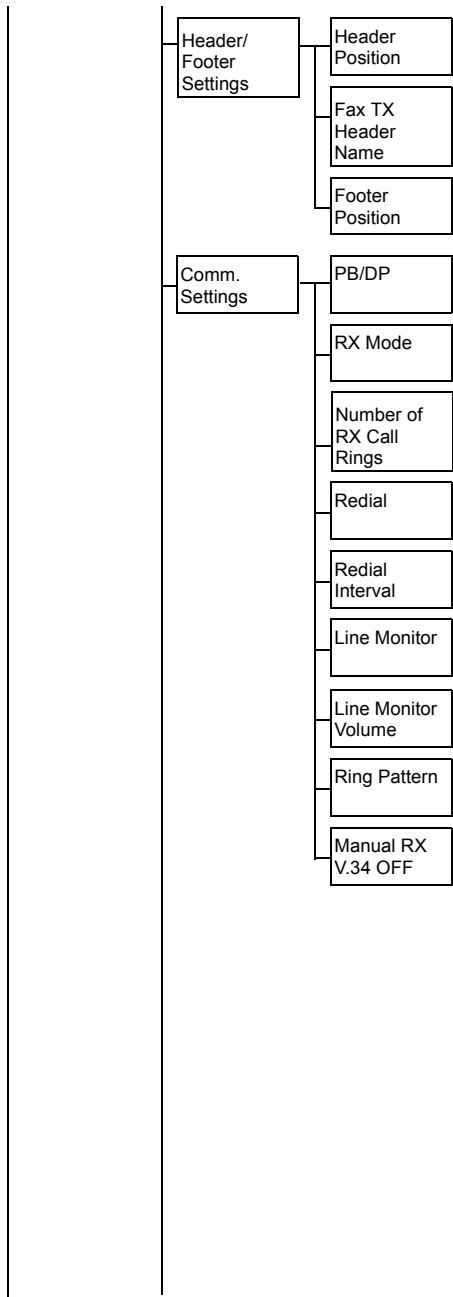 Header/
Footer
Settings
Header
Position
Fax TX
Header
Name
Footer
Position
Comm.
Settings
PB/DP
RX Mode
Number of
RX Call
Rings
Redial
Redial
Interval
Line Monitor
Line Monitor
Volume
Ring Pattern
Manual RX
V.34 OFF